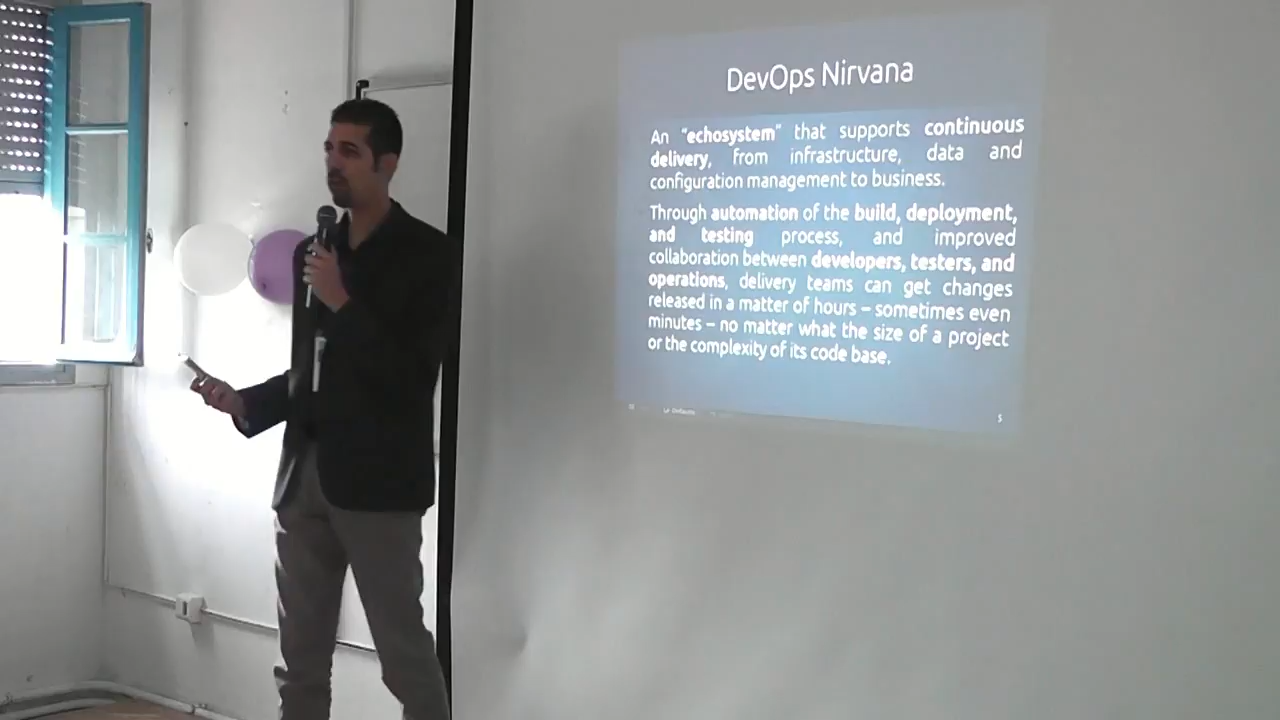 DevOps Nirvana
An "echosystem" that supports continuous
delivery, from infrastructure, data and
configuration management to business.
Through automation of the build, deployment,
and testing process, and improved
collaboration between developers, testers, and
operations, delivery teams can get changes
released in a matter of hours – sometimes even
minutes – no matter what the size of a project
or the complexity of its code base.
5